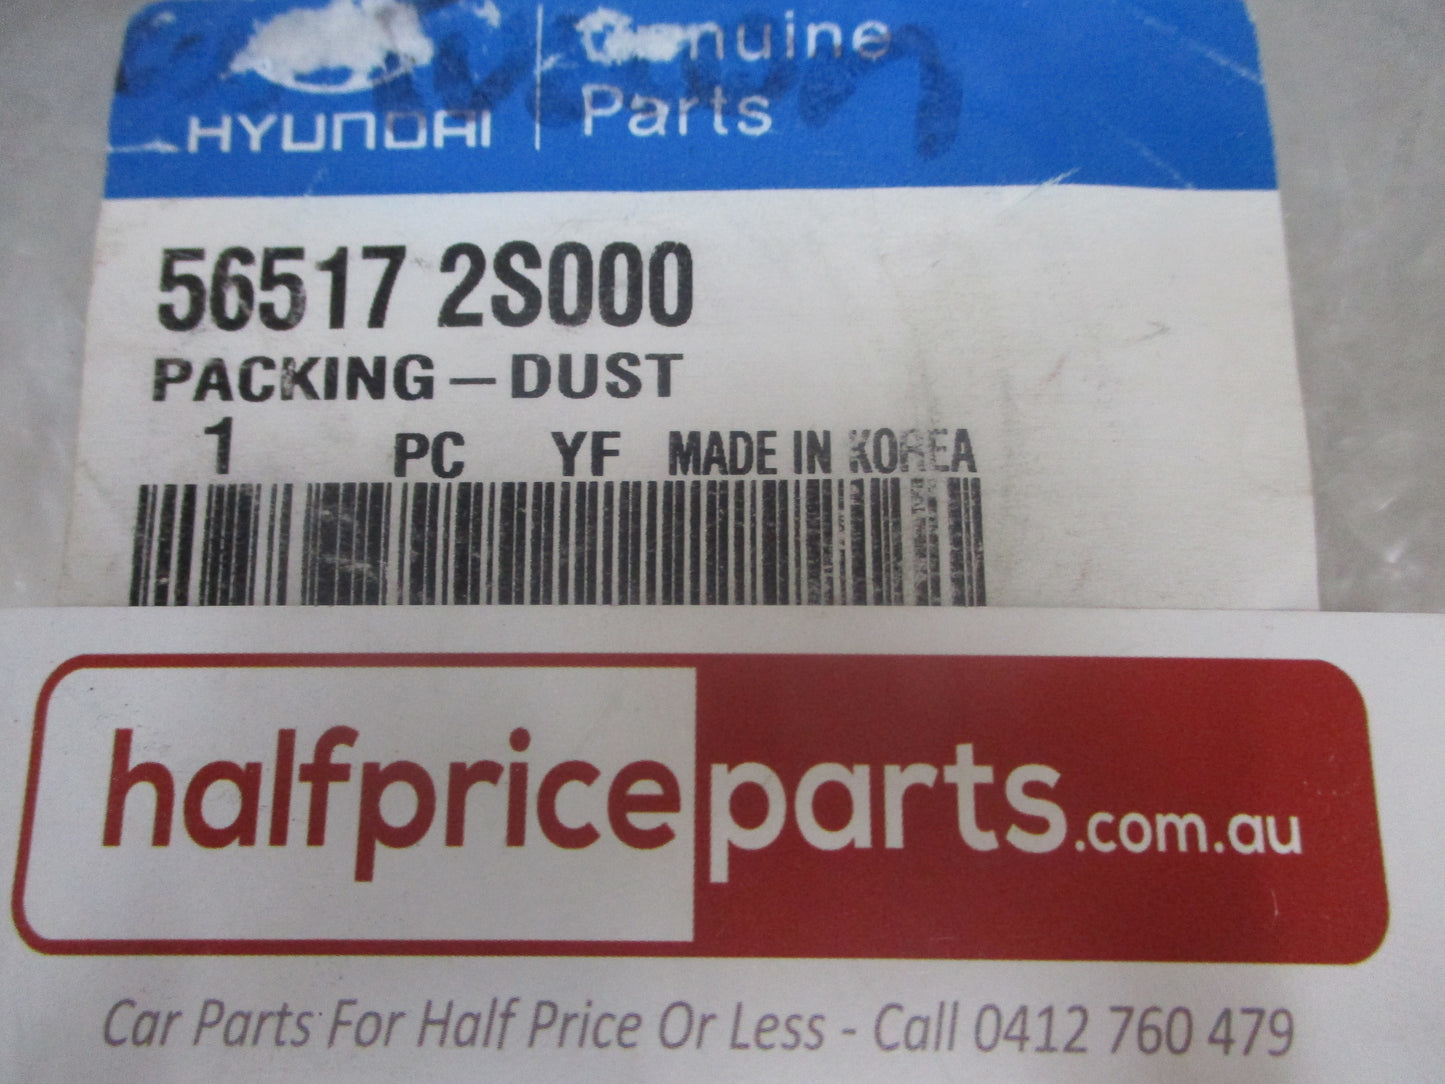 HYUNDAI
Genuine
Parts
56517 2S000
PACKING – DUST
1 PC YF MADE IN KOREA
halfpriceparts.com.au
Car Parts For Half Price Or Less - Call 0412 760 479